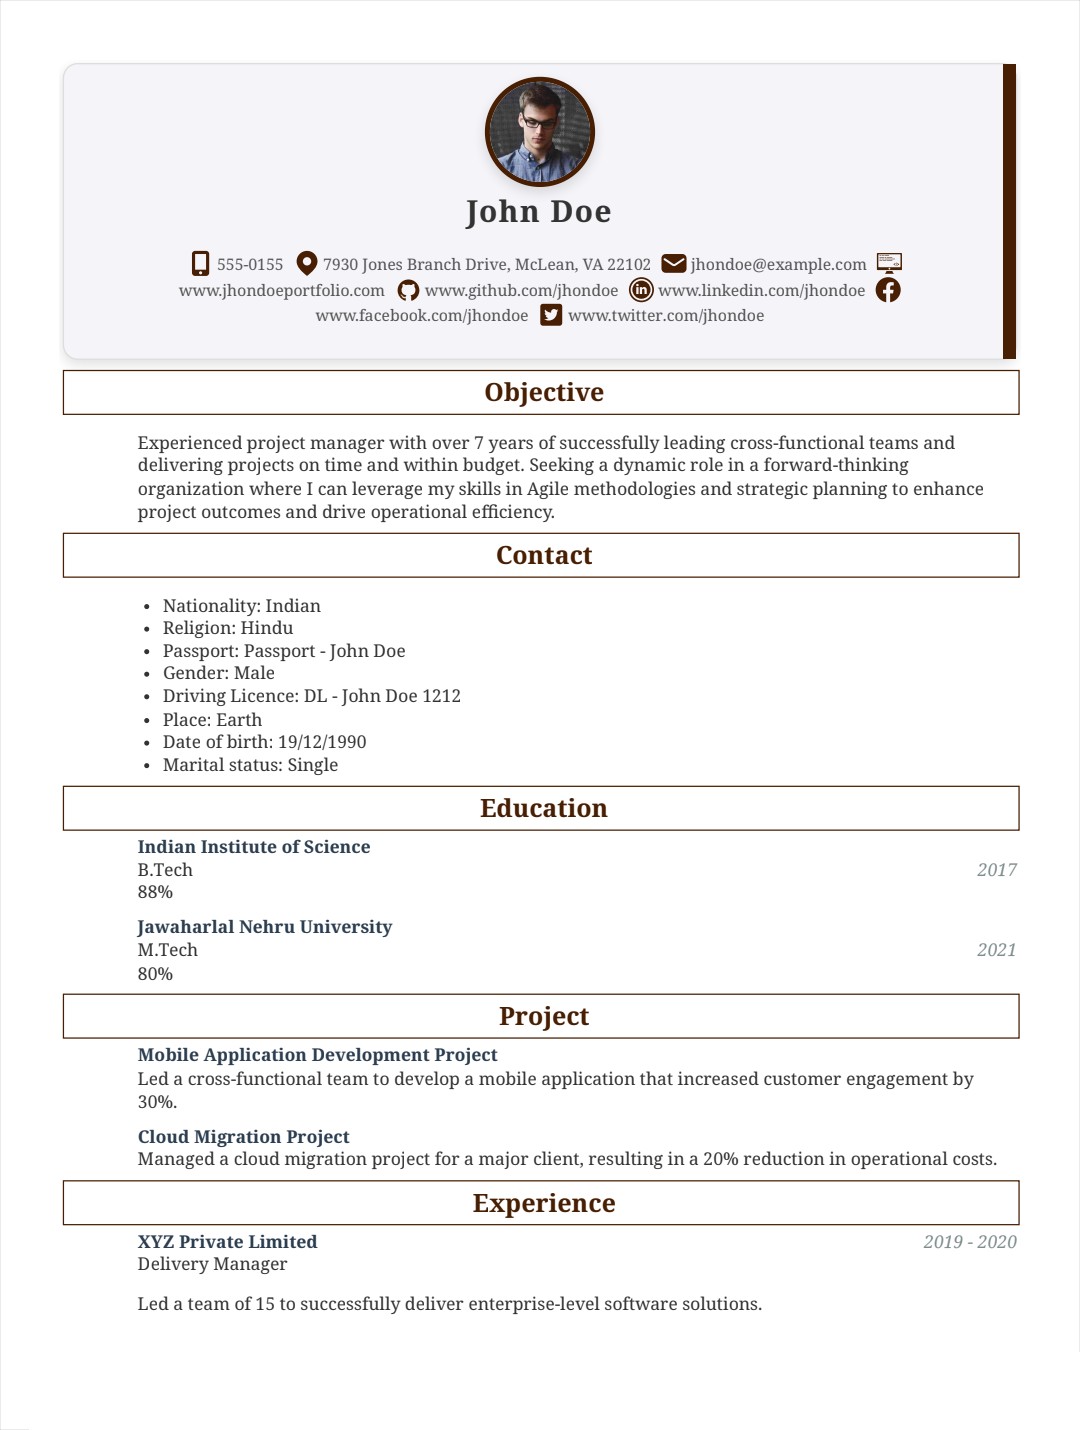 John Doe
555-0155 7930 Jones Branch Drive, McLean, VA 22102 jhondoe@example.com
www.jhondoeportfolio.com www.github.com/jhondoe www.linkedin.com/jhondoe
www.facebook.com/jhondoe www.twitter.com/jhondoe
Objective
Experienced project manager with over 7 years of successfully leading cross-functional teams and
delivering projects on time and within budget. Seeking a dynamic role in a forward-thinking
organization where I can leverage my skills in Agile methodologies and strategic planning to enhance
project outcomes and drive operational efficiency.
Contact
• Nationality: Indian
• Religion: Hindu
• Passport: Passport - John Doe
• Gender: Male
• Driving Licence: DL - John Doe 1212
• Place: Earth
• Date of birth: 19/12/1990
• Marital status: Single
Education
Indian Institute of Science
B.Tech 2017
88%
Jawaharlal Nehru University
M.Tech 2021
80%
Project
Mobile Application Development Project
Led a cross-functional team to develop a mobile application that increased customer engagement by
30%.
Cloud Migration Project
Managed a cloud migration project for a major client, resulting in a 20% reduction in operational costs.
Experience
XYZ Private Limited 2019 - 2020
Delivery Manager
Led a team of 15 to successfully deliver enterprise-level software solutions.